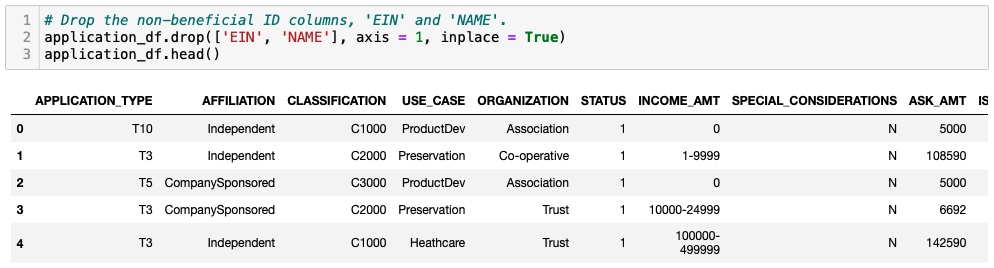 1 # Drop the non-beneficial ID columns, 'EIN' and 'NAME'.
2 application_df.drop(['EIN', 'NAME'], axis = 1, inplace = True)
3 application_df.head()
APPLICATION_TYPE AFFILIATION CLASSIFICATION USE_CASE ORGANIZATION STATUS INCOME_AMT SPECIAL_CONSIDERATIONS ASK_AMT IS
0 T10 Independent C1000 ProductDev Association 1 0 N 5000
1 T3 Independent C2000 Preservation Co-operative 1 1-9999 N 108590
2 T5 CompanySponsored C3000 ProductDev Association 1 0 N 5000
3 T3 CompanySponsored C2000 Preservation Trust 1 10000-24999 N 6692
4 T3 Independent C1000 Heathcare Trust 1 100000-
499999 N 142590